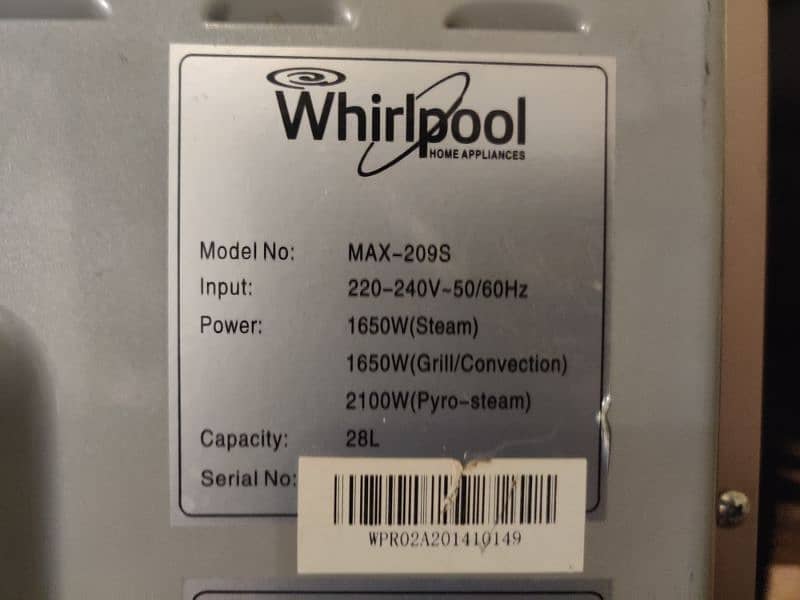 Whirlpool
HOME APPLIANCES
Model No: MAX-209S
Input: 220-240V~50/60Hz
Power: 1650W(Steam)
1650W(Grill/Convection)
2100W(Pyro-steam)
Capacity: 28L
Serial No:
WPR02A201410149